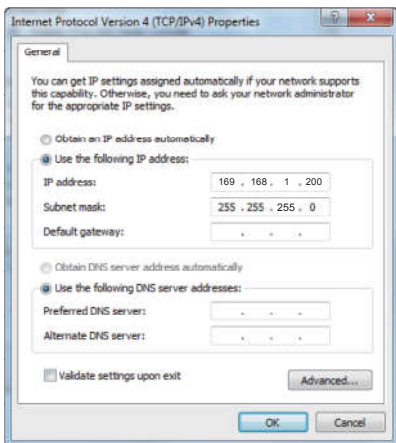 Internet Protocol Version 4 (TCP/IPv4) Properties
General
You can get IP settings assigned automatically if your network supports
this capability. Otherwise, you need to ask your network administrator
for the appropriate IP settings.
Obtain an IP address automatically
Use the following IP address:
IP address: 169 . 168 . 1 . 200
Subnet mask: 255 . 255 . 255 . 0
Default gateway: . . .
Obtain DNS server address automatically
Use the following DNS server addresses:
Preferred DNS server: . . .
Alternate DNS server: . . .
Validate settings upon exit
Advanced...
OK Cancel